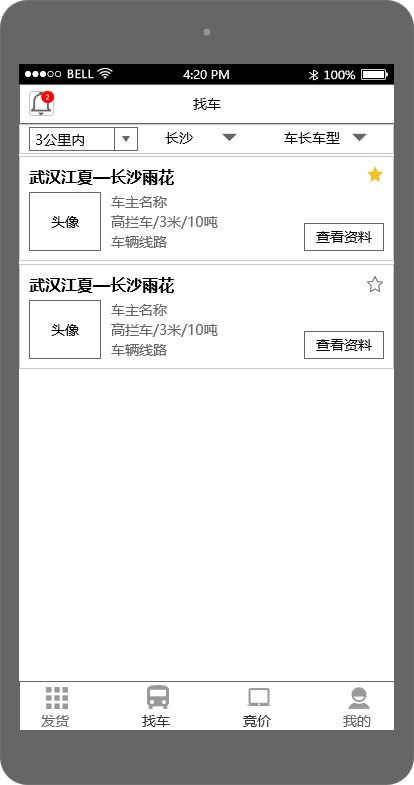 BELL 4:20 PM 100%
2
找车
3公里内 长沙 车长车型
武汉江夏—长沙雨花
头像
车主名称
高拦车/3米/10吨
车辆线路
查看资料
武汉江夏—长沙雨花
头像
车主名称
高拦车/3米/10吨
车辆线路
查看资料
发货 找车 竞价 我的